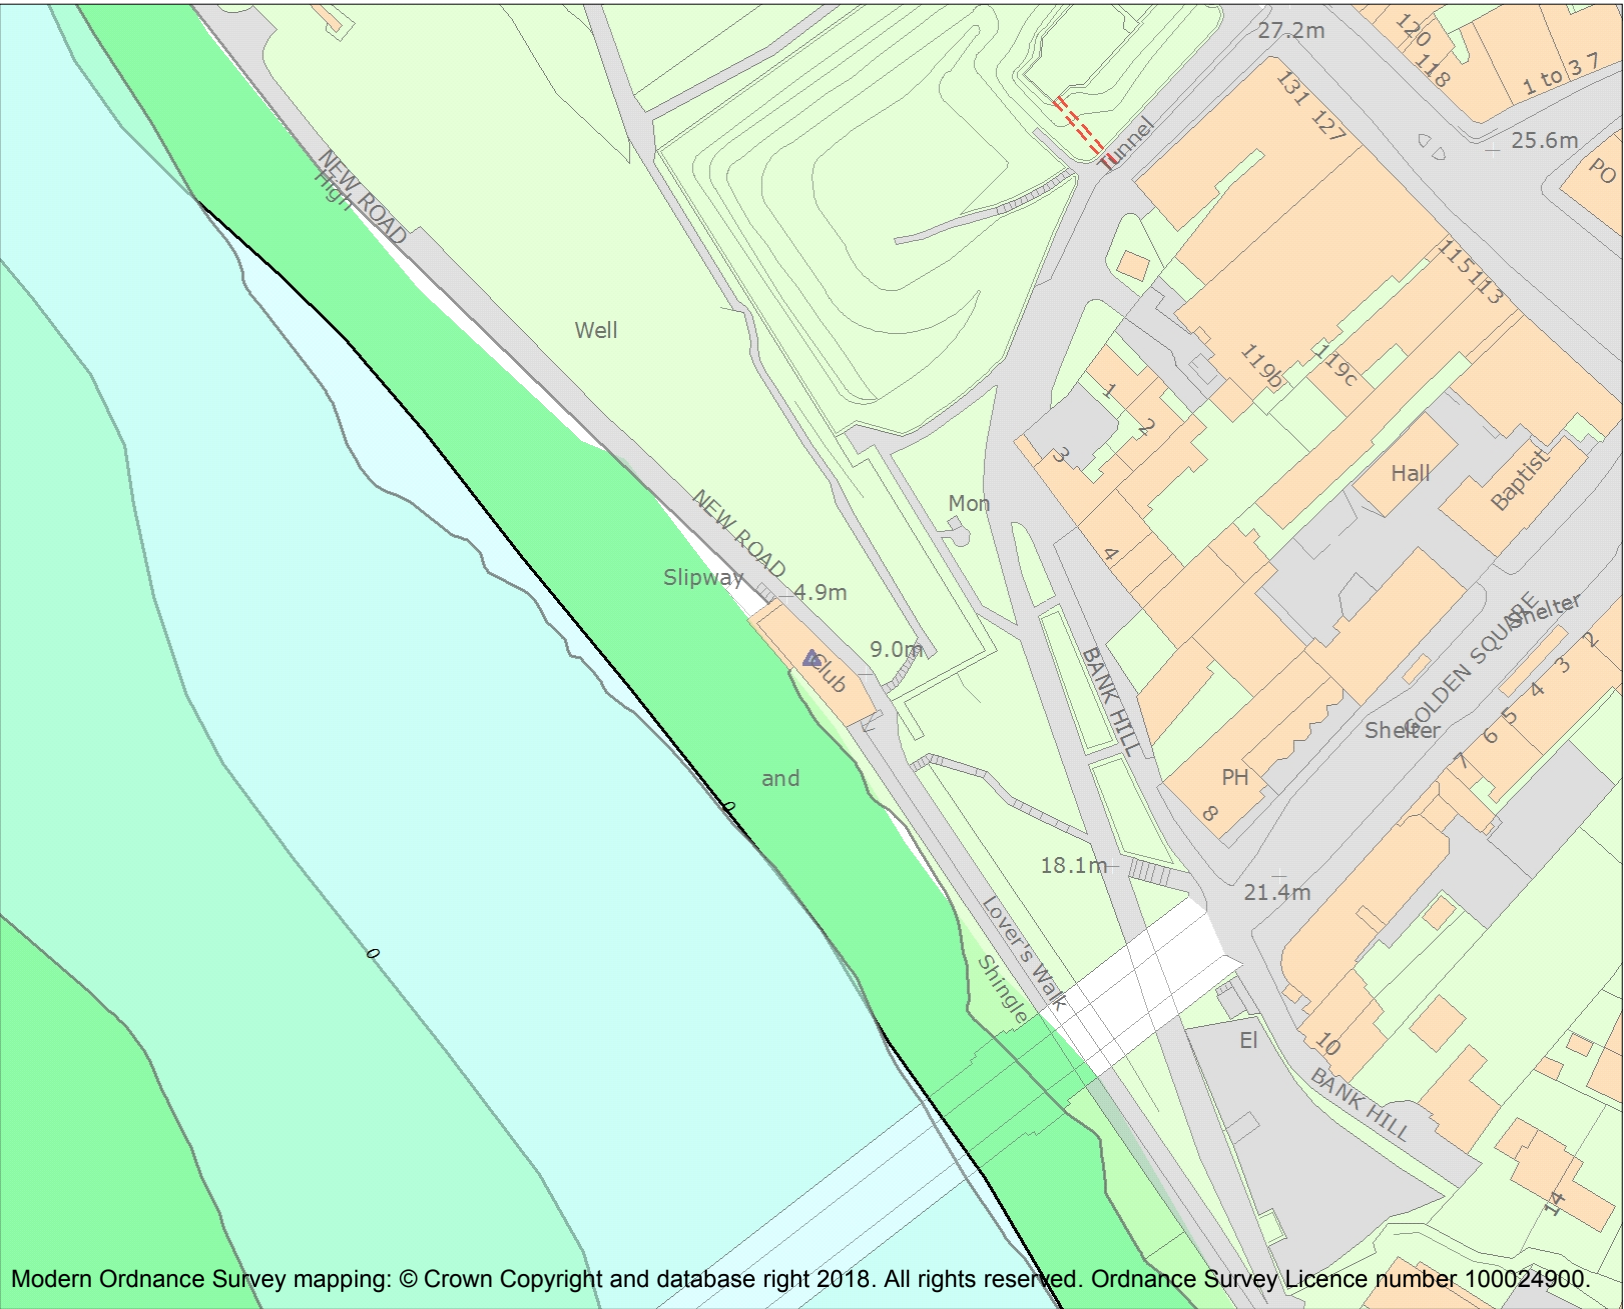 27.2m
120
118
1 to 3 7
131
127
25.6m
PO
Tunnel
NEW ROAD
High
115
113
Well
119b
119c
1
2
3
Hall
Baptist
Mon
NEW ROAD
4
Slipway
4.9m
Shelter
GOLDEN SQUARE
9.0m
Club
BANK HILL
2
3
4
5
6
7
Shelter
and
PH
8
0
18.1m
21.4m
Lover's Walk
Shingle
0
El
10
BANK HILL
14
Modern Ordnance Survey mapping: © Crown Copyright and database right 2018. All rights reserved. Ordnance Survey Licence number 100024900.